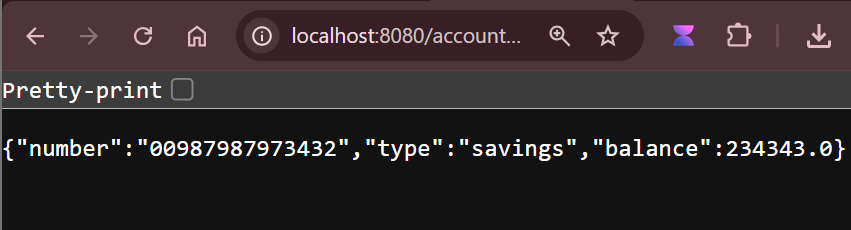 localhost:8080/account...
Pretty-print
{"number":"00987987973432","type":"savings","balance":234343.0}